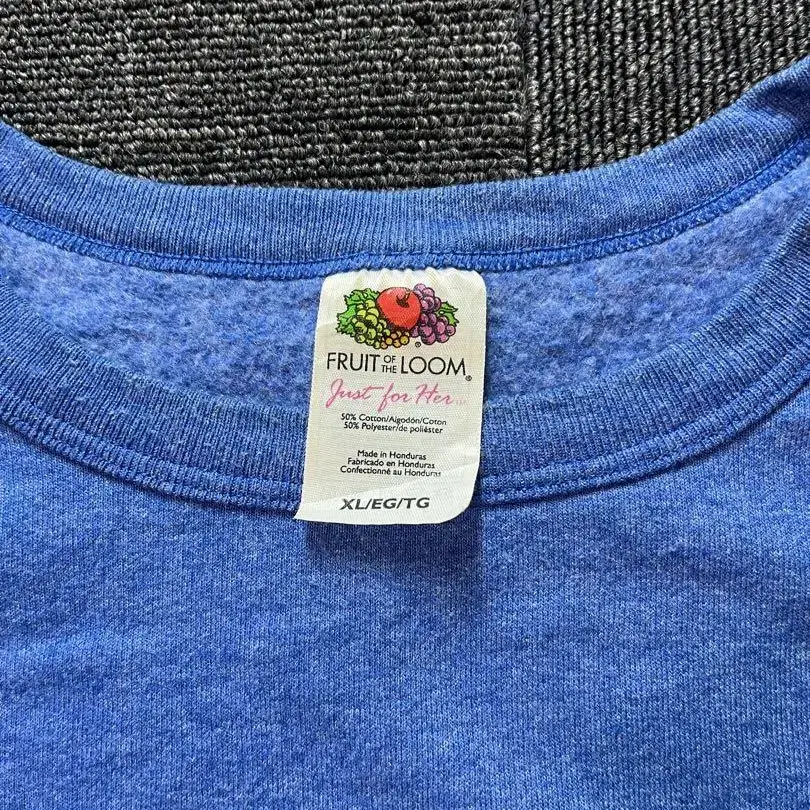 FRUIT OF THE LOOM®
Just for Her...
50% Cotton/Algodón/Coton
50% Polyester/de poliéster
Made in Honduras
Fabricado en Honduras
Confectionné au Honduras
XL/EG/TG